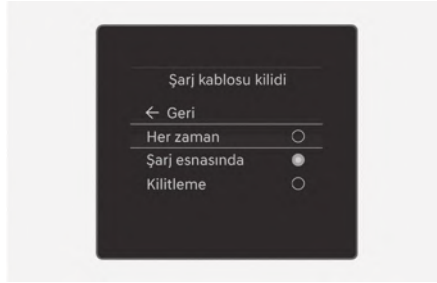 Şarj kablosu kilidi
← Geri
Her zaman
Şarj esnasında
Kilitleme